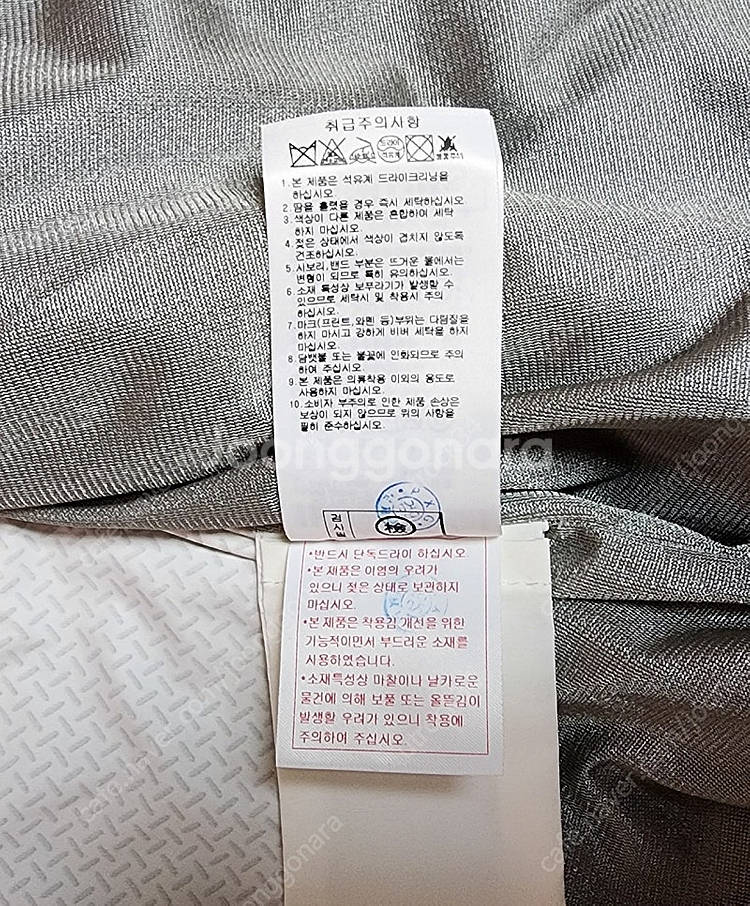 취급주의사항
드라이
석유계
1. 본 제품은 석유계 드라이크리닝을
하십시오.
2. 땀을 흘렸을 경우 즉시 세탁하십시오.
3. 색상이 다른 제품은 혼합하여 세탁
하지 마십시오.
4. 젖은 상태에서 색상이 겹치지 않도록
건조하십시오.
5. 시보리,밴드 부분은 뜨거운 물에서는
변형이 되므로 특히 유의하십시오.
6. 소재 특성상 보푸라기가 발생할 수
있으므로 세탁시 및 착용시 주의
하십시오.
7. 마크(프린트,와펜 등)부위는 다림질을
하지 마시고 강하게 비벼 세탁을 하지
마십시오.
8. 담뱃불 또는 불꽃에 인화되므로 주의
하여 주십시오.
9. 본 제품은 의류착용 이외의 용도로
사용하지 마십시오.
10. 소비자 부주의로 인한 제품 손상은
보상이 되지 않으므로 위의 사항을
필히 준수하십시오.
joonggonara
검사필
檢
•반드시 단독드라이 하십시오
•본 제품은 이염의 우려가
있으니 젖은 상태로 보관하지
마십시오.
•본 제품은 착용감 개선을 위한
기능적이면서 부드러운 소재를
사용하였습니다.
•소재특성상 마찰이나 날카로운
물건에 의해 보풀 또는 올뜯김이
발생할 우려가 있으니 착용에
주의하여 주십시오.